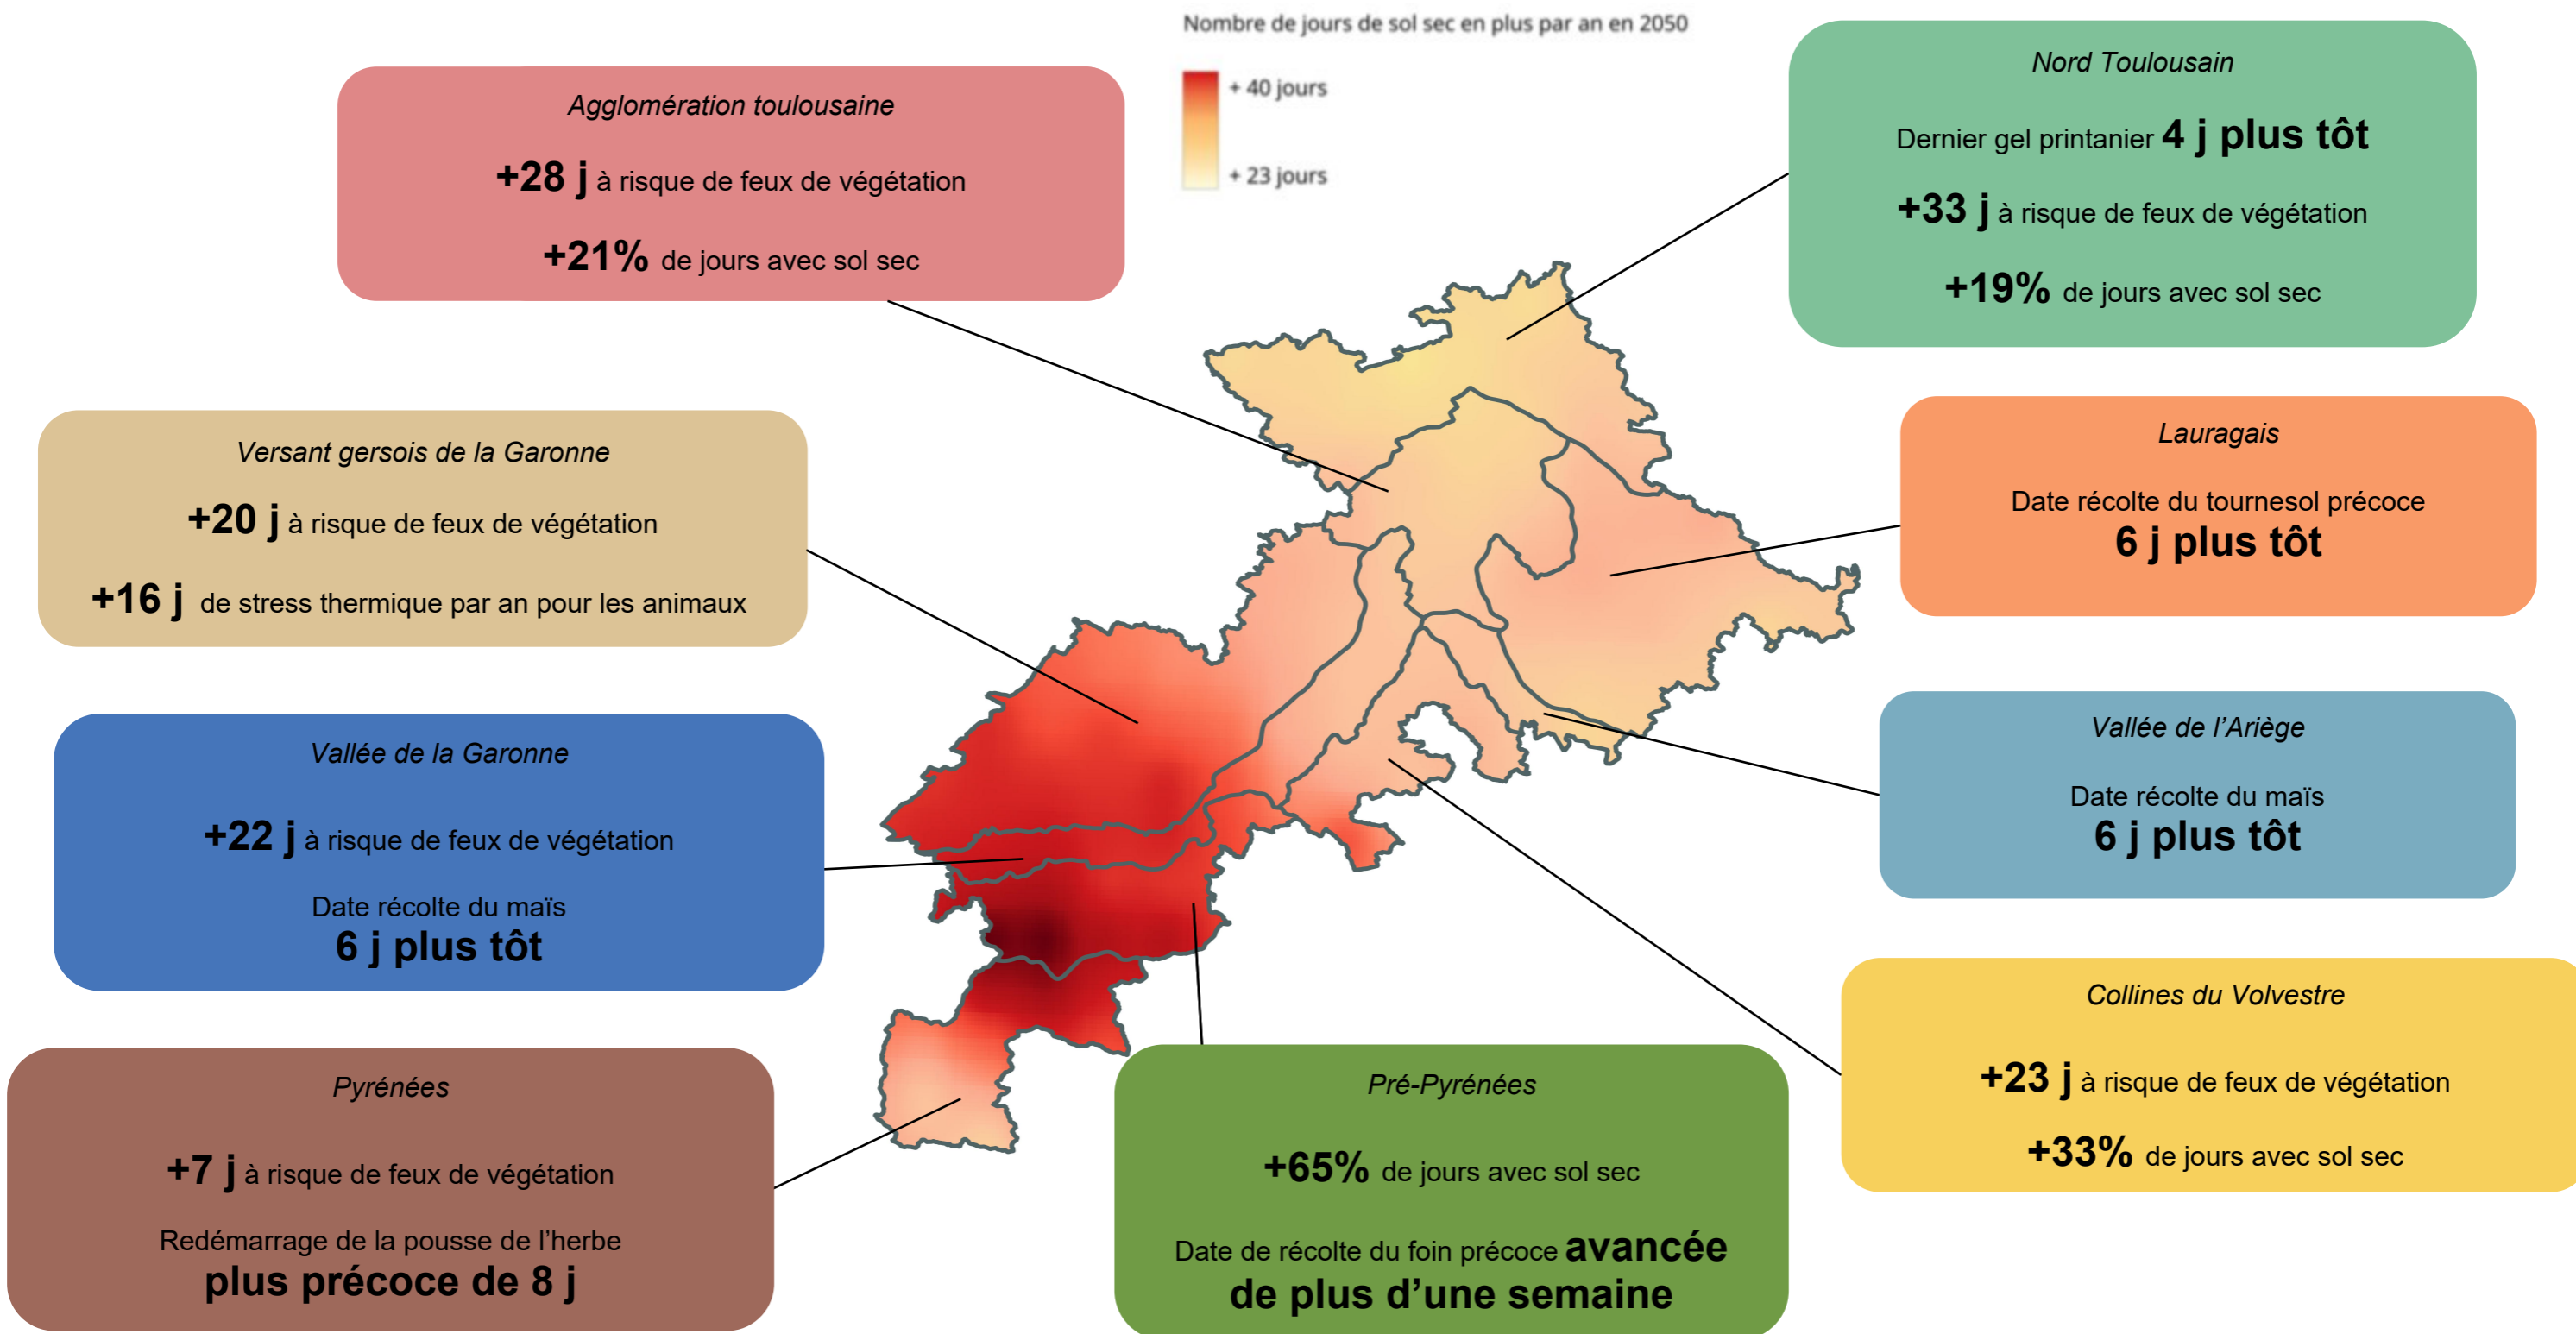 Nombre de jours de sol sec en plus par an en 2050
+ 40 jours
+ 23 jours
Agglomération toulousaine
+28 j à risque de feux de végétation
+21% de jours avec sol sec
Nord Toulousain
Dernier gel printanier 4 j plus tôt
+33 j à risque de feux de végétation
+19% de jours avec sol sec
Versant gersois de la Garonne
+20 j à risque de feux de végétation
+16 j de stress thermique par an pour les animaux
Lauragais
Date récolte du tournesol précoce
6 j plus tôt
Vallée de la Garonne
+22 j à risque de feux de végétation
Date récolte du maïs
6 j plus tôt
Vallée de l’Ariège
Date récolte du maïs
6 j plus tôt
Pyrénées
+7 j à risque de feux de végétation
Redémarrage de la pousse de l’herbe
plus précoce de 8 j
Pré-Pyrénées
+65% de jours avec sol sec
Date de récolte du foin précoce avancée
de plus d’une semaine
Collines du Volvestre
+23 j à risque de feux de végétation
+33% de jours avec sol sec